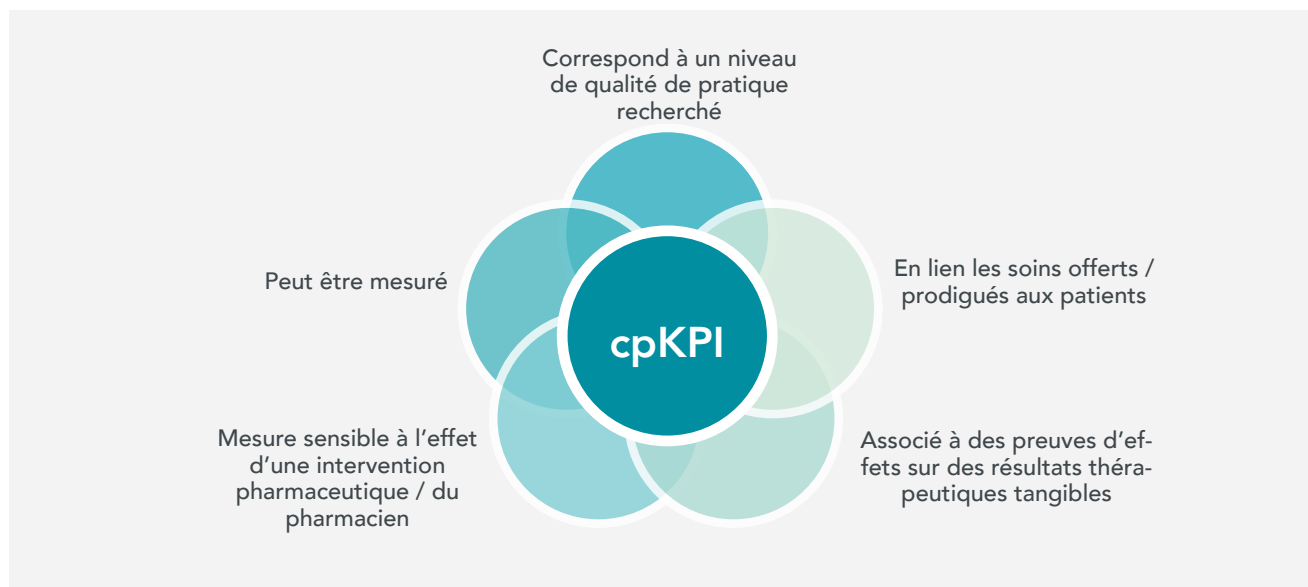 Correspond à un niveau
de qualité de pratique
recherché
Peut être mesuré
En lien les soins offerts /
prodigués aux patients
cpKPI
Mesure sensible à l’effet
d’une intervention
pharmaceutique / du
pharmacien
Associé à des preuves d’ef-
fets sur des résultats théra-
peutiques tangibles